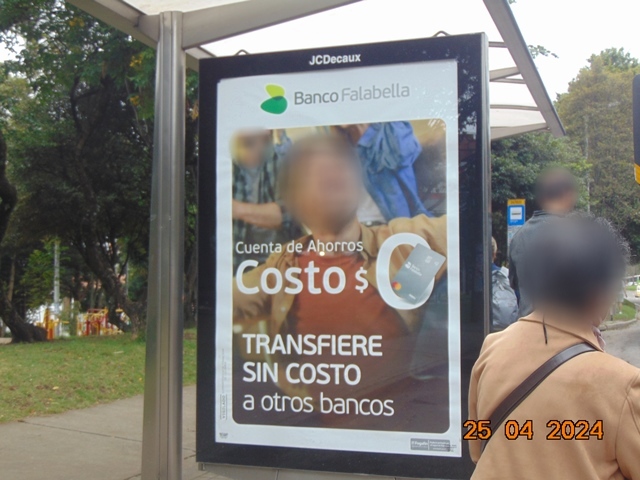 JCDecaux
Banco Falabella
Cuenta de Ahorros
Costo $0
TRANSFIERE
SIN COSTO
a otros bancos
25 04 2024